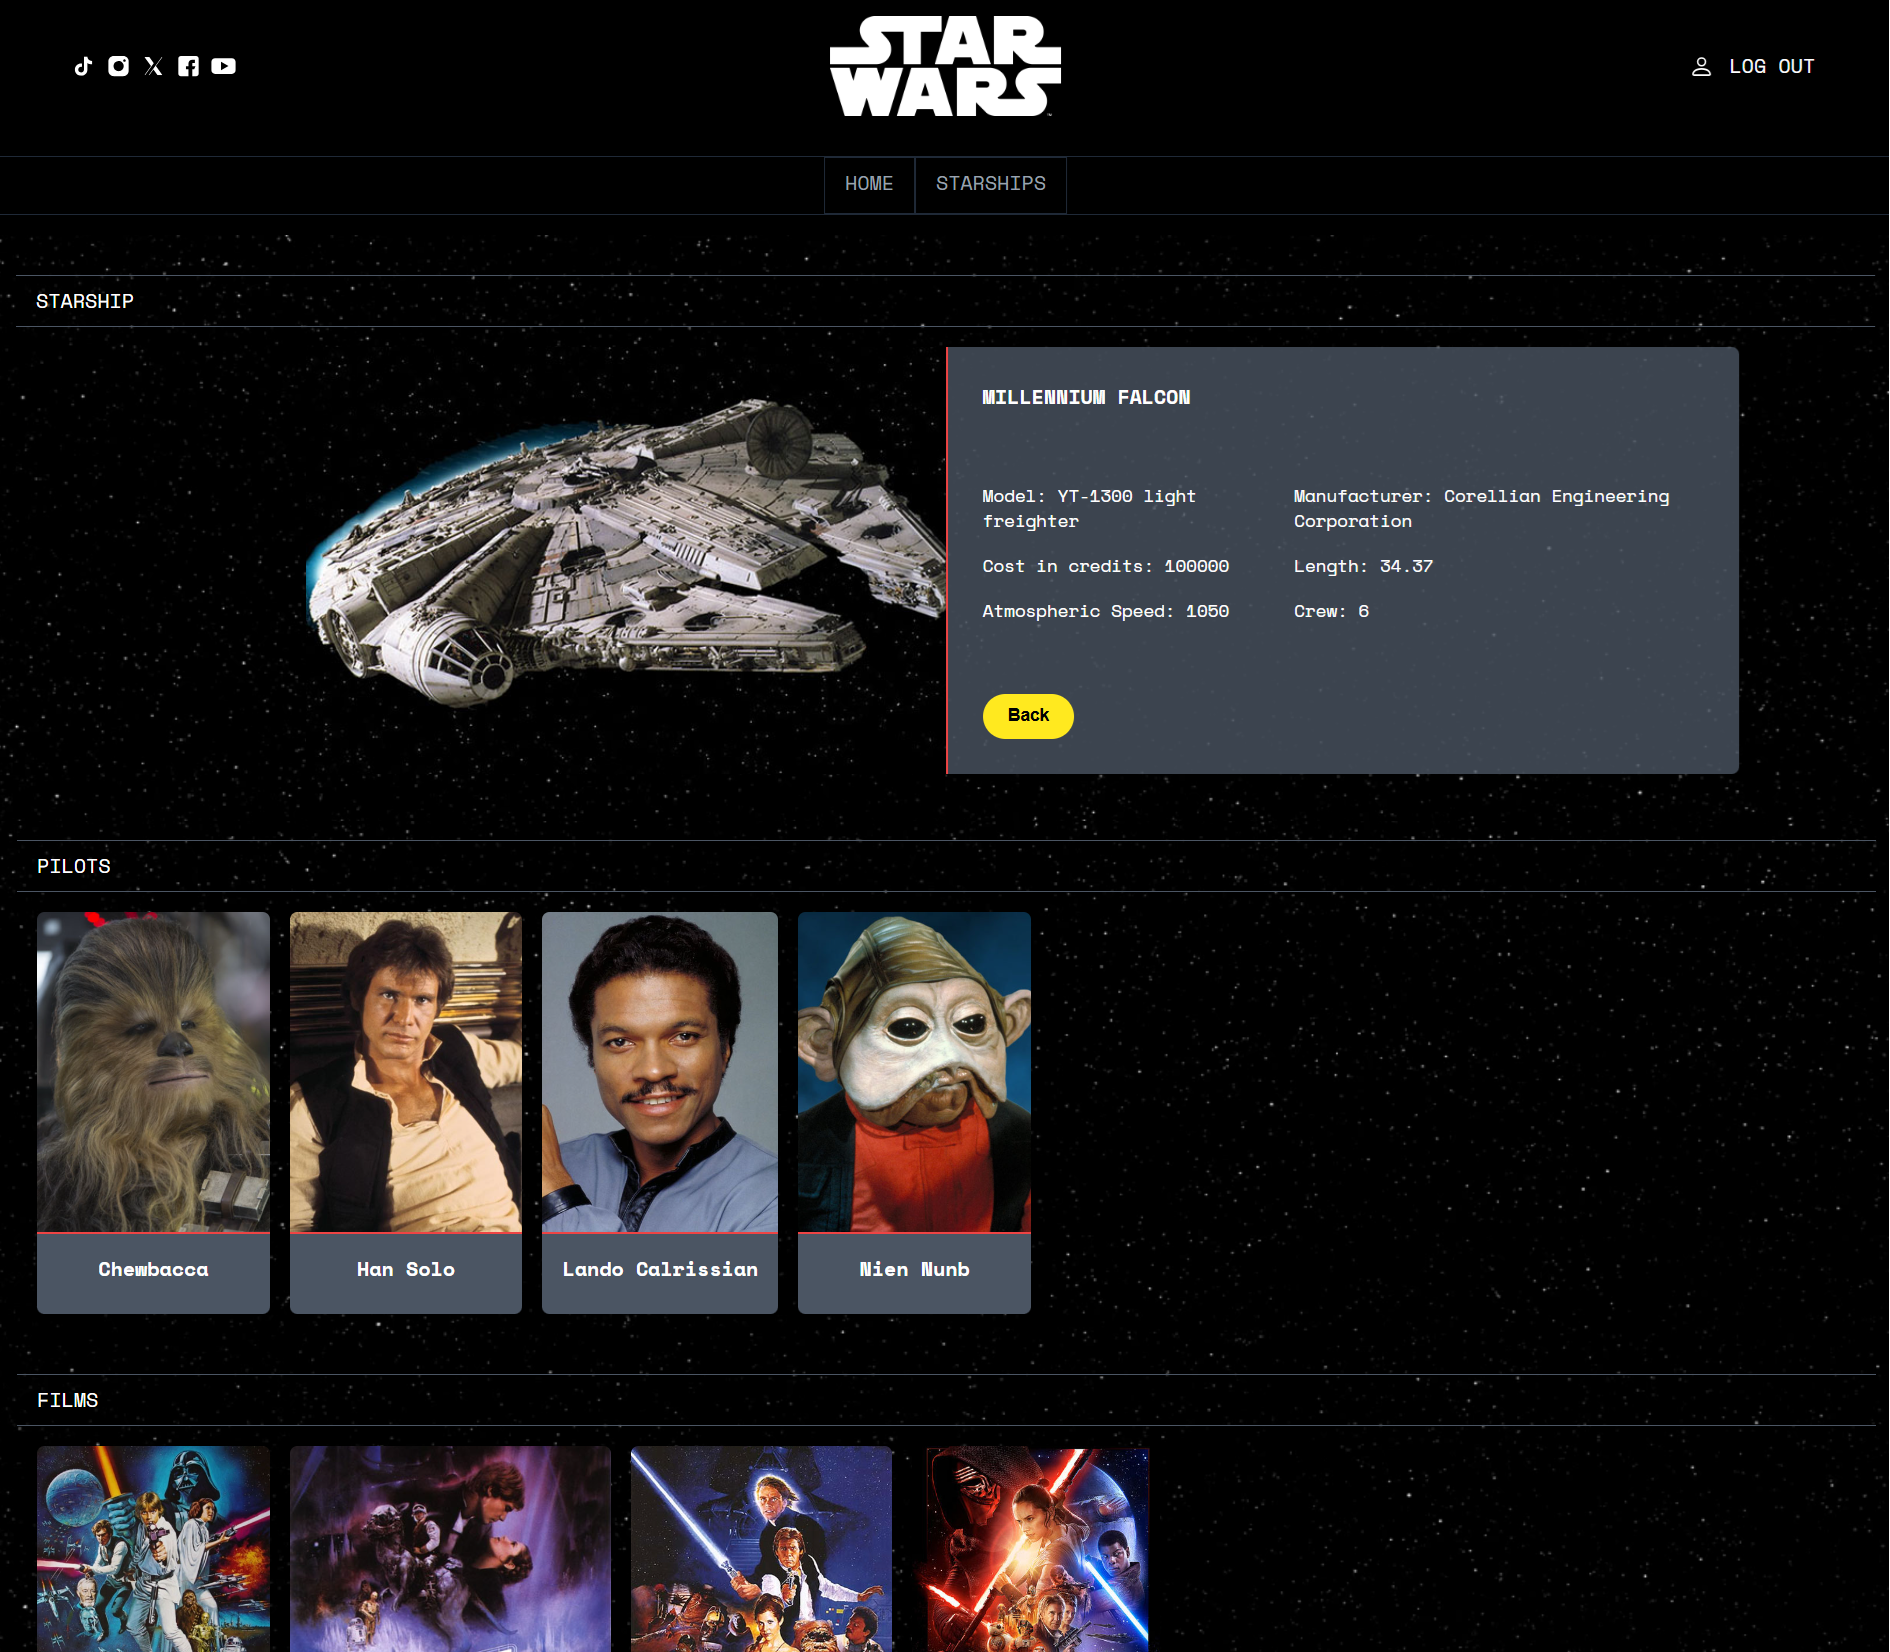 STAR
WARS
LOG OUT
HOME
STARSHIPS
STARSHIP
MILLENNIUM FALCON
Model: YT-1300 light
freighter
Manufacturer: Corellian Engineering
Corporation
Cost in credits: 100000
Length: 34.37
Atmospheric Speed: 1050
Crew: 6
Back
PILOTS
Chewbacca
Han Solo
Lando Calrissian
Nien Nunb
FILMS